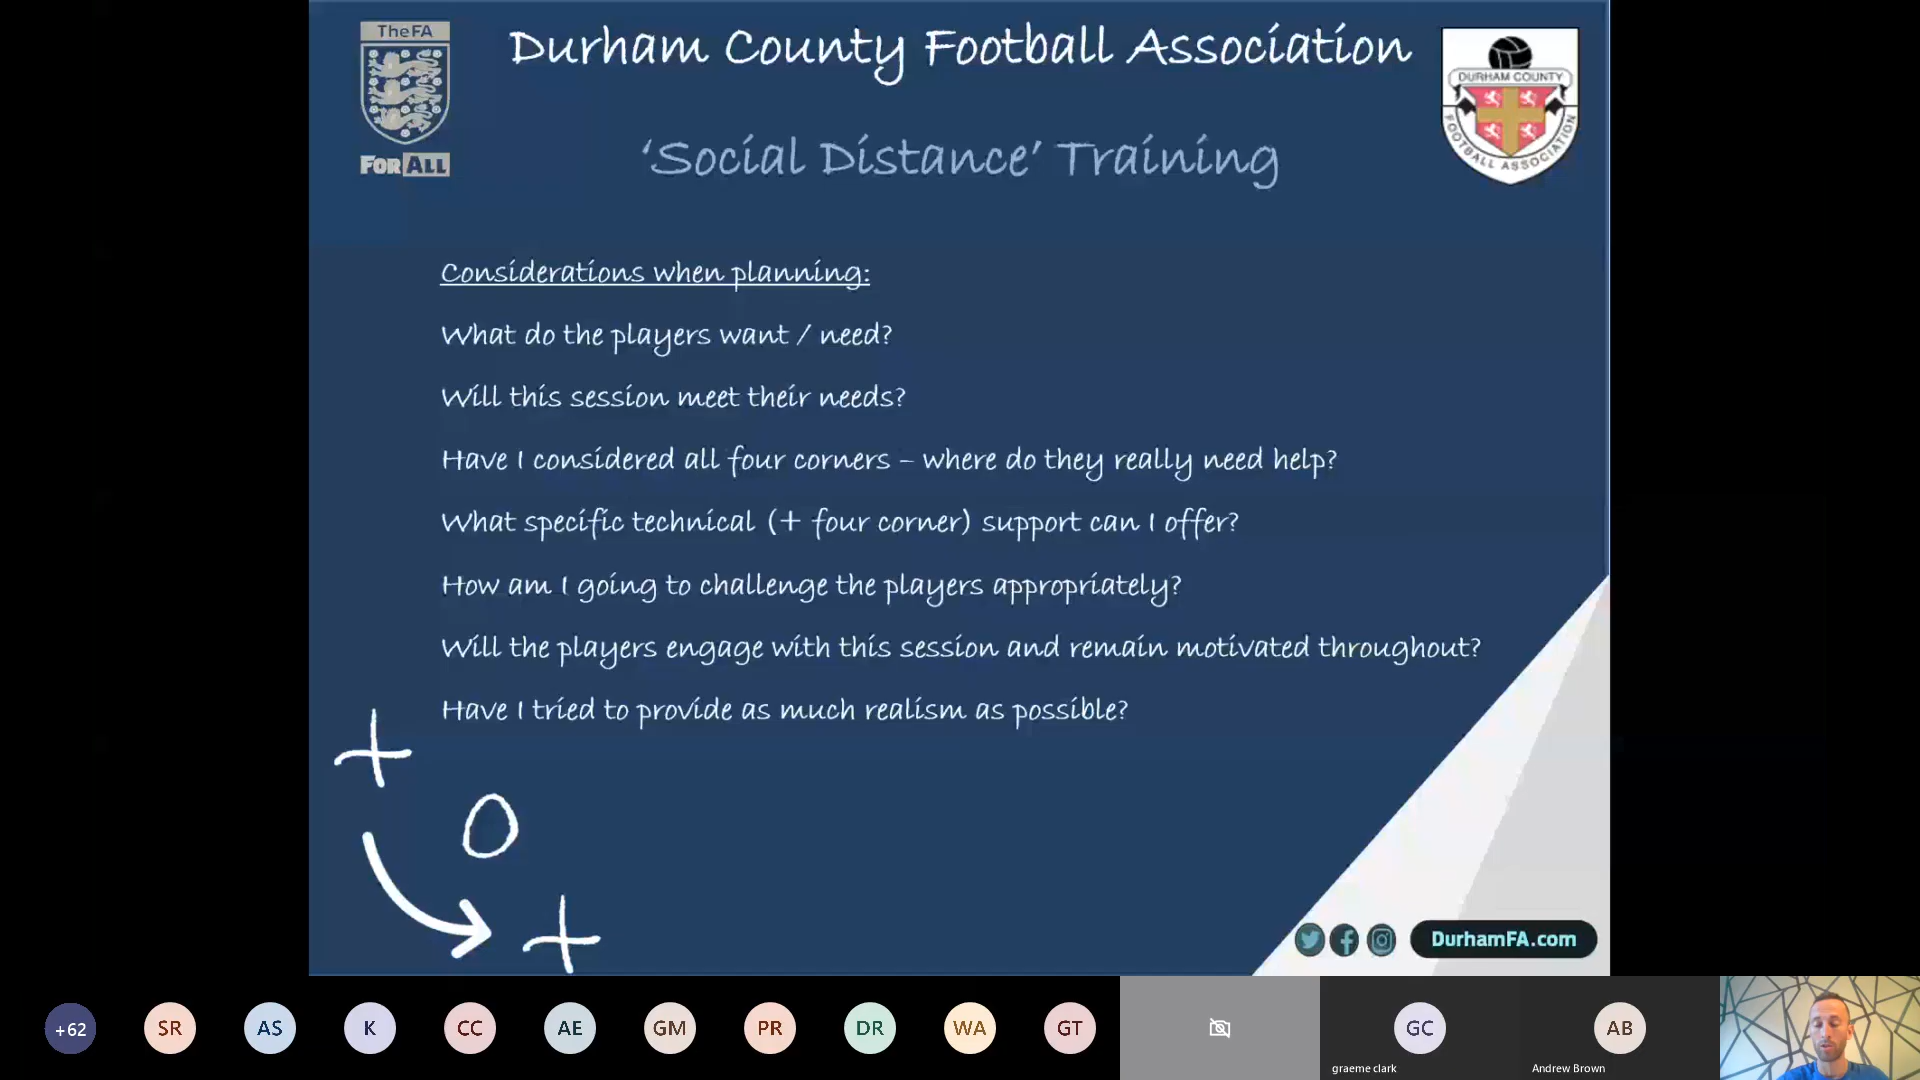 TheFA
FOR ALL
Durham County Football Association
DURHAM COUNTY
FOOTBALL ASSOCIATION
‘Social Distance’ Training
Considerations when planning:
What do the players want / need?
Will this session meet their needs?
Have I considered all four corners – where do they really need help?
What specific technical (+ four corner) support can I offer?
How am I going to challenge the players appropriately?
Will the players engage with this session and remain motivated throughout?
Have I tried to provide as much realism as possible?
DurhamFA.com
+62
SR
AS
K
CC
AE
GM
PR
DR
WA
GT
GC
AB
graeme clark
Andrew Brown